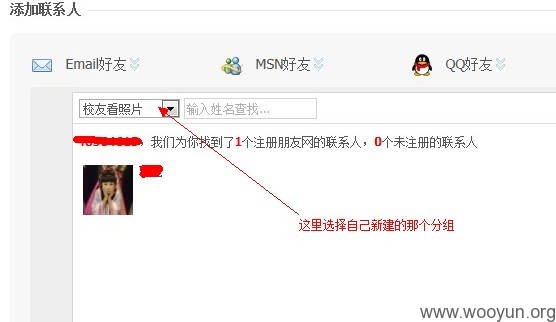 添加联系人
Email好友 MSN好友 QQ好友
校友看照片 输入姓名查找...
我们为你找到了1个注册朋友网的联系人，0个未注册的联系人
这里选择自己新建的那个分组
www.wooyun.org